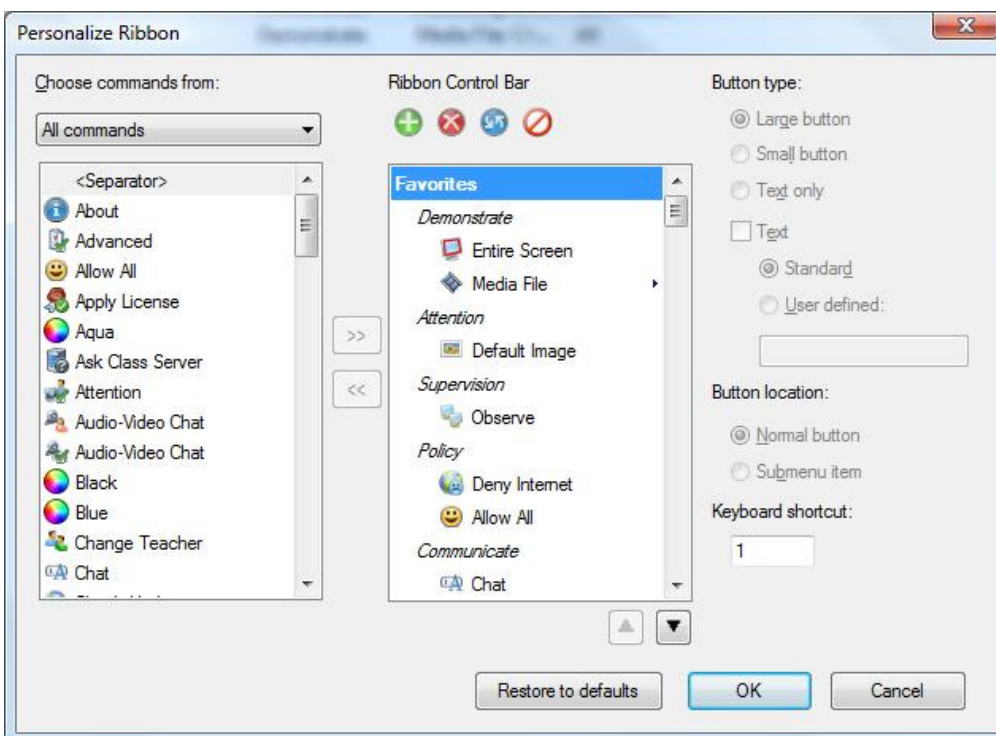 Personalize Ribbon
Choose commands from:
All commands
<Separator>
About
Advanced
Allow All
Apply License
Aqua
Ask Class Server
Attention
Audio-Video Chat
Audio-Video Chat
Black
Blue
Change Teacher
Chat
>>
<<
Ribbon Control Bar
Favorites
Demonstrate
Entire Screen
Media File
Attention
Default Image
Supervision
Observe
Policy
Deny Internet
Allow All
Communicate
Chat
Button type:
Large button
Small button
Text only
Text
Standard
User defined:
Button location:
Normal button
Submenu item
Keyboard shortcut:
1
Restore to defaults
OK
Cancel